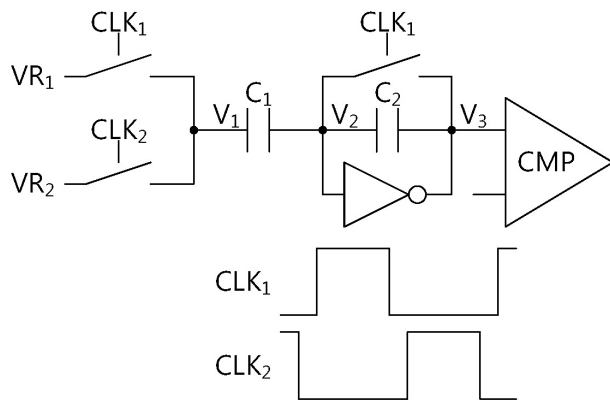 CLK₁
CLK₁
VR₁
V₁
C₁
V₂
C₂
V₃
CLK₂
VR₂
CMP
CLK₁
CLK₂